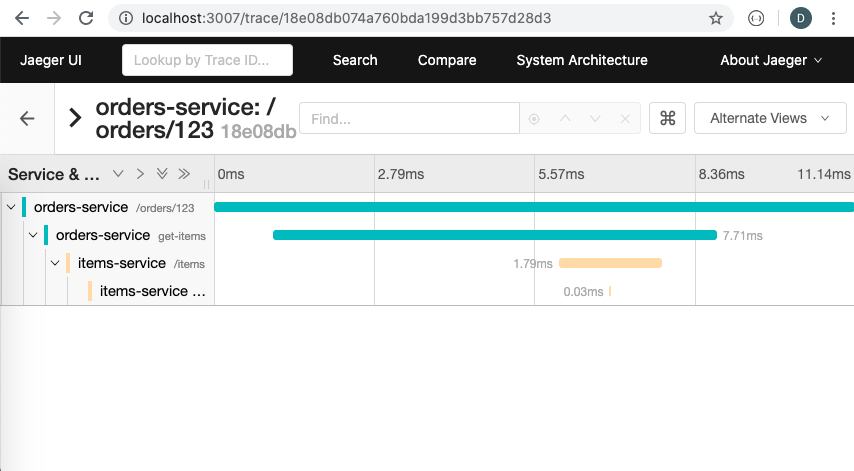 localhost:3007/trace/18e08db074a760bda199d3bb757d28d3
D
Jaeger UI Lookup by Trace ID... Search Compare System Architecture About Jaeger
orders-service: /
orders/123 18e08db
Find...
⌘
Alternate Views
Service & ... 0ms 2.79ms 5.57ms 8.36ms 11.14ms
orders-service /orders/123
orders-service get-items 7.71ms
items-service /items 1.79ms
items-service ... 0.03ms